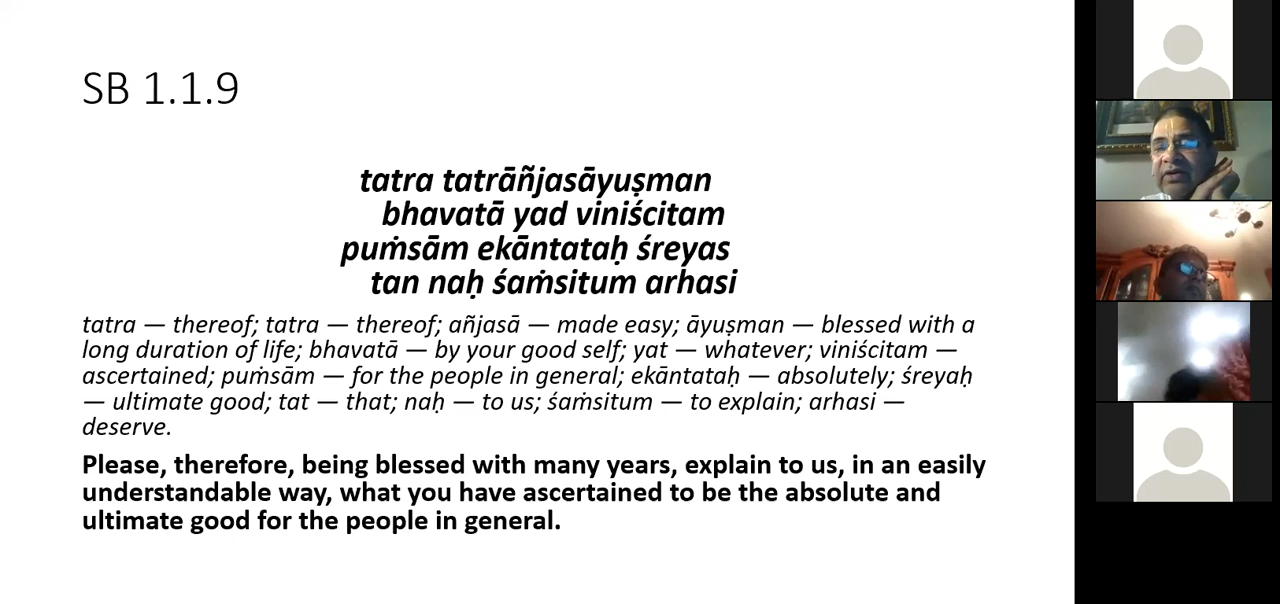 SB 1.1.9
tatra tatrāñjasāyuṣman
bhavatā yad viniścitam
puṁsām ekāntataḥ śreyas
tan naḥ śaṁsitum arhasi
tatra — thereof; tatra — thereof; añjasā — made easy; āyuṣman — blessed with a
long duration of life; bhavatā — by your good self; yat — whatever; viniścitam —
ascertained; puṁsām — for the people in general; ekāntataḥ — absolutely; śreyaḥ
— ultimate good; tat — that; naḥ — to us; śaṁsitum — to explain; arhasi —
deserve.
Please, therefore, being blessed with many years, explain to us, in an easily
understandable way, what you have ascertained to be the absolute and
ultimate good for the people in general.